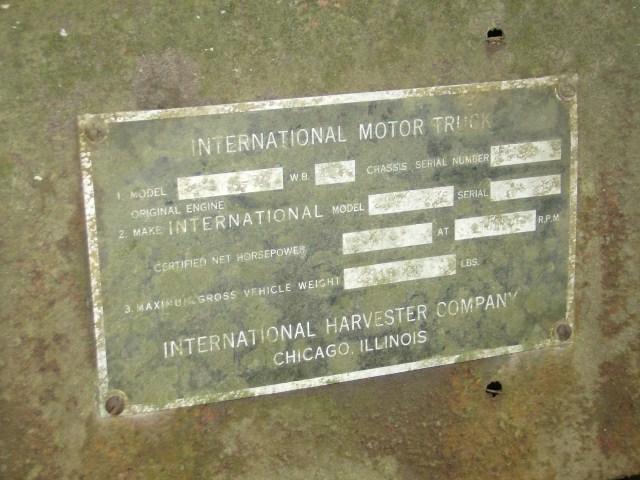 INTERNATIONAL MOTOR TRUCK
1. MODEL W.B. CHASSIS SERIAL NUMBER
ORIGINAL ENGINE
2. MAKE INTERNATIONAL MODEL SERIAL
CERTIFIED NET HORSEPOWER AT R.P.M
3. MAXIMUM GROSS VEHICLE WEIGHT LBS.
INTERNATIONAL HARVESTER COMPANY
CHICAGO, ILLINOIS